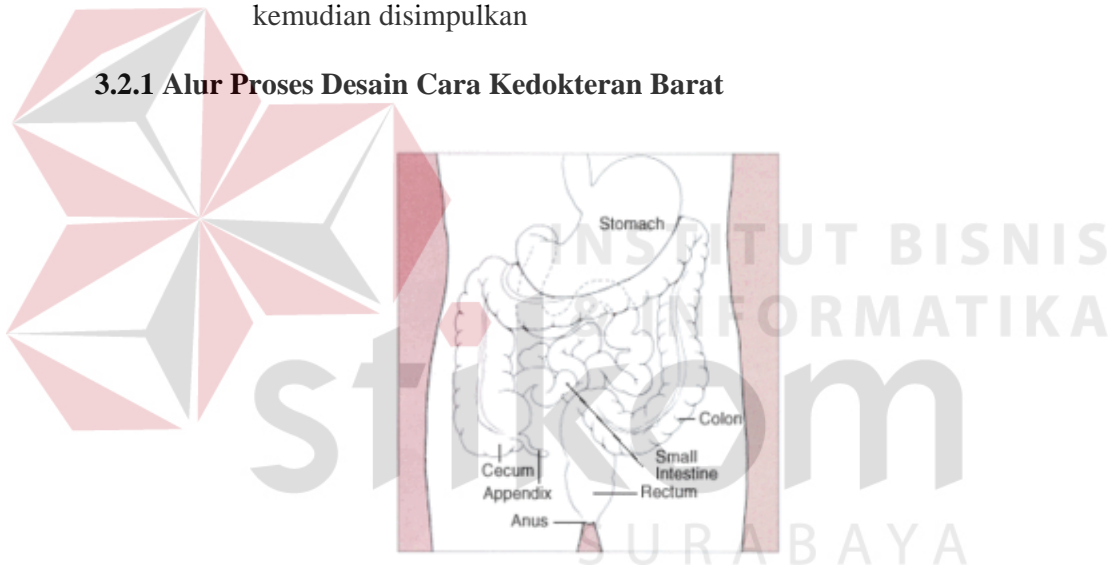 kemudian disimpulkan
3.2.1 Alur Proses Desain Cara Kedokteran Barat
Stomach
INSTITUT BISNIS
& INFORMATIKA
stikom
Colon
Small
Intestine
Cecum
Appendix
Rectum
Anus
SURABAYA